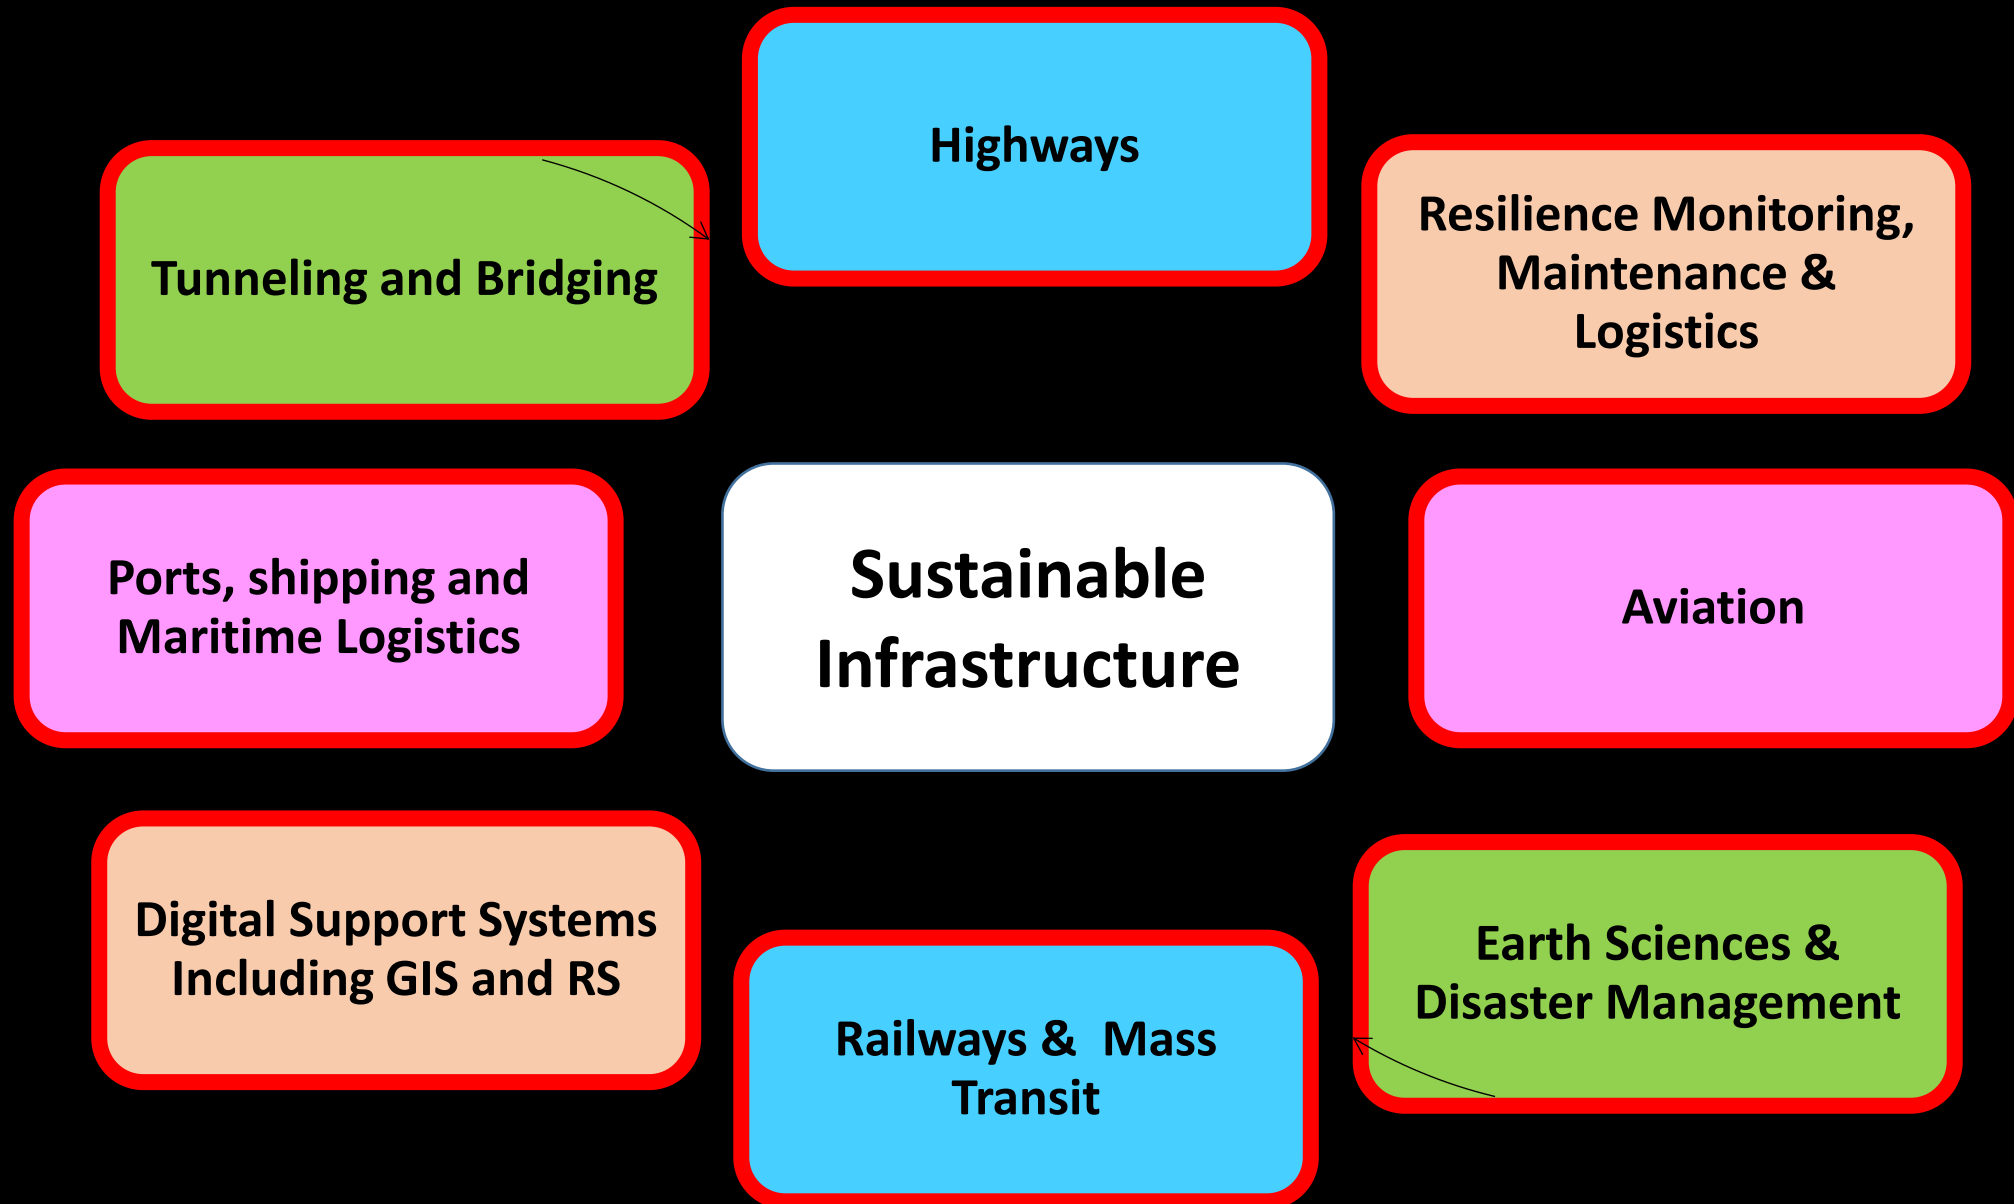 Highways
Tunneling and Bridging
Resilience Monitoring,
Maintenance &
Logistics
Ports, shipping and
Maritime Logistics
Sustainable
Infrastructure
Aviation
Digital Support Systems
Including GIS and RS
Railways &  Mass
Transit
Earth Sciences &
Disaster Management